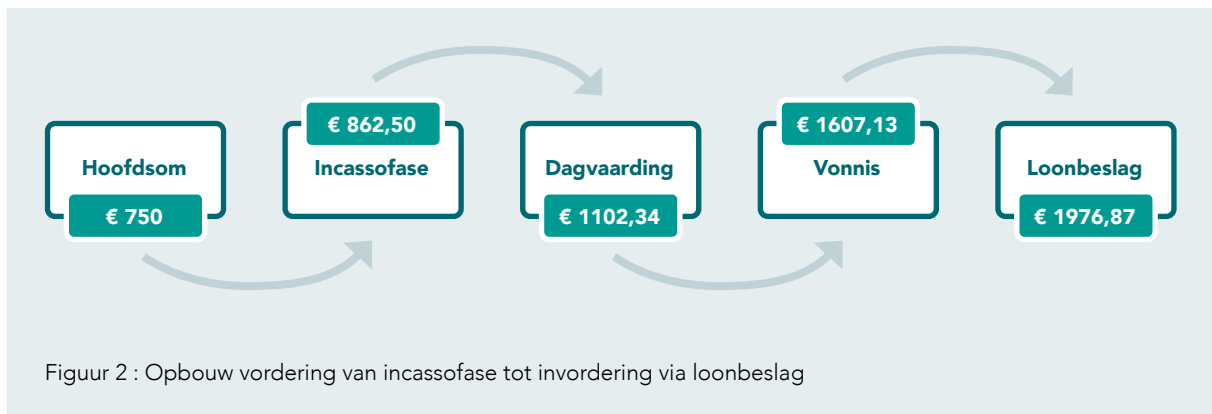 Hoofdsom
€ 750
€ 862,50
Incassofase
Dagvaarding
€ 1102,34
€ 1607,13
Vonnis
Loonbeslag
€ 1976,87
Figuur 2 : Opbouw vordering van incassofase tot invordering via loonbeslag